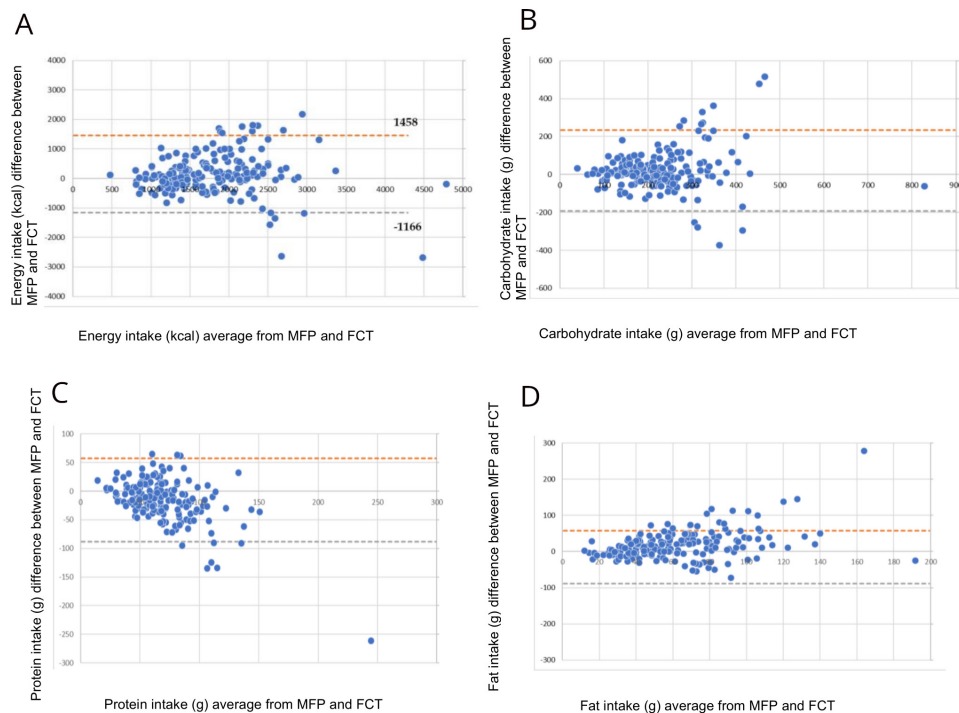 A
Energy intake (kcal) difference between
MFP and FCT
4000
3000
2000
1000
0
-1000
-2000
-3000
-4000
0 1000 1500 2000 2500 3000 3500 4000 4500 5000
1458
-1166
Energy intake (kcal) average from MFP and FCT
B
Carbohydrate intake (g) difference between
MFP and FCT
600
400
200
0
-200
-400
-600
0 100 200 300 400 500 600 700 800 900
Carbohydrate intake (g) average from MFP and FCT
C
Protein intake (g) difference between MFP and FCT
100
50
0
-50
-100
-150
-200
-250
-300
0 100 150 200 250 300
Protein intake (g) average from MFP and FCT
D
Fat intake (g) difference between MFP and FCT
300
200
100
0
-100
-200
-300
0 20 40 60 80 100 120 140 160 180 200
Fat intake (g) average from MFP and FCT